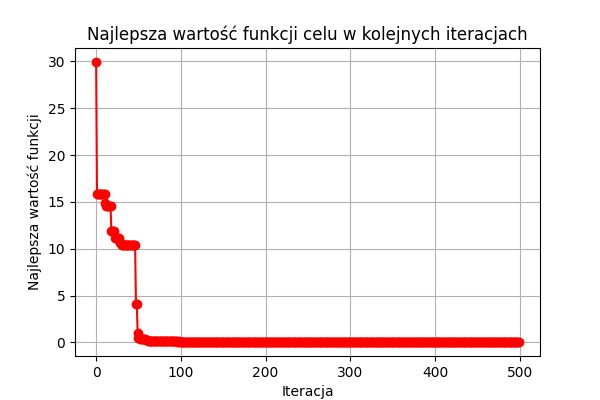 Najlepsza wartość funkcji celu w kolejnych iteracjach
Najlepsza wartość funkcji
30
25
20
15
10
5
0
0 100 200 300 400 500
Iteracja